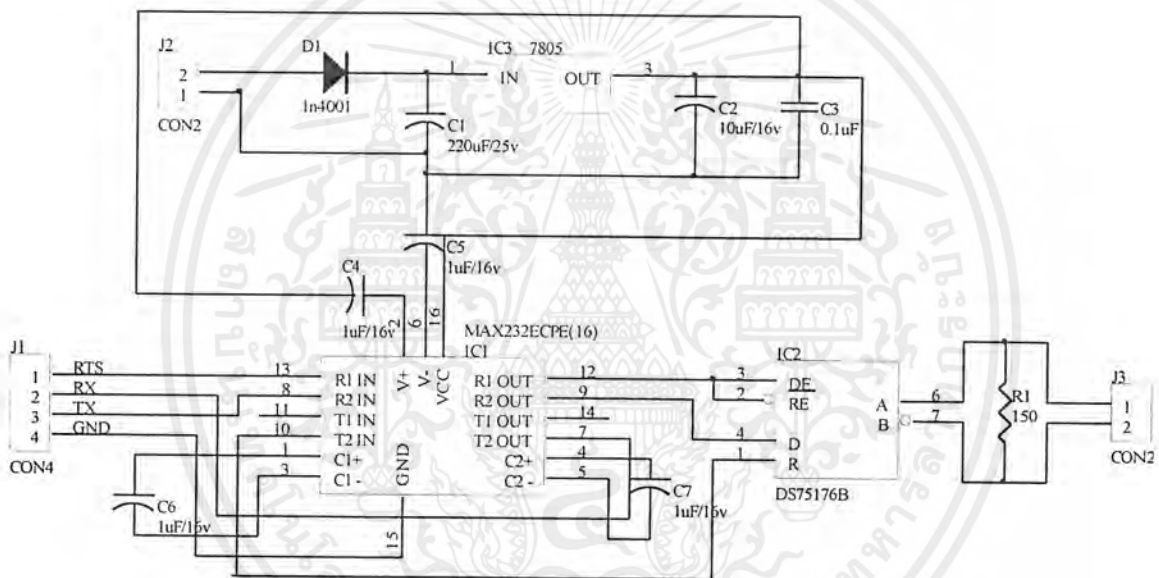 J2
2
1
CON2
D1
1n4001
1
IC3 7805
IN
OUT
3
C1
220uF/25v
C2
10uF/16v
C3
0.1uF
C5
1uF/16v
C4
1uF/16v
2
6
16
MAX232ECPE(16)
IC1
J1
1
2
3
4
CON4
RTS
RX
TX
GND
13
8
11
10
1
3
R1 IN
R2 IN
T1 IN
T2 IN
C1+
C1 -
V+
V-
VCC
GND
15
R1 OUT
R2 OUT
T1 OUT
T2 OUT
C2+
C2 -
12
9
14
7
4
5
C6
1uF/16v
C7
1uF/16v
IC2
3
2
4
1
DE
RE
D
R
A
B
6
7
DS75176B
R1
150
J3
1
2
CON2